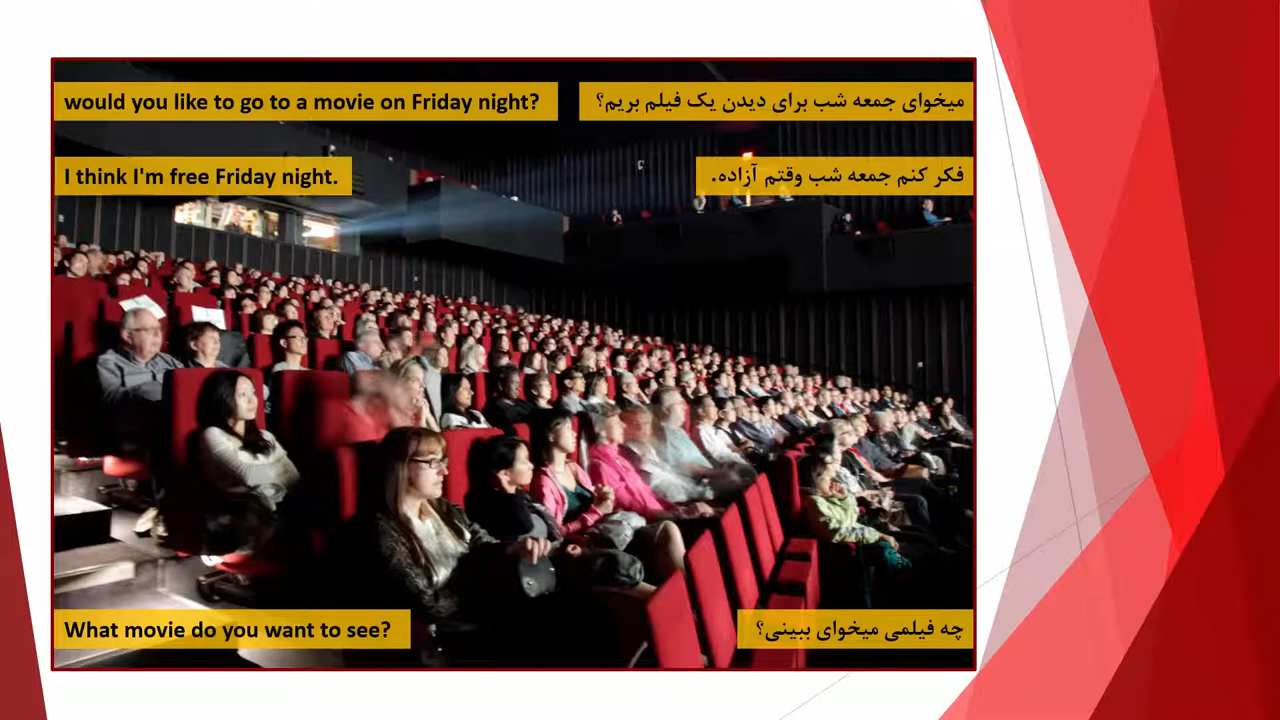 would you like to go to a movie on Friday night?
میخوای جمعه شب برای دیدن یک فیلم بریم؟
I think I'm free Friday night.
فکر کنم جمعه شب وقتم آزاده.
What movie do you want to see?
چه فیلمی میخوای ببینی؟